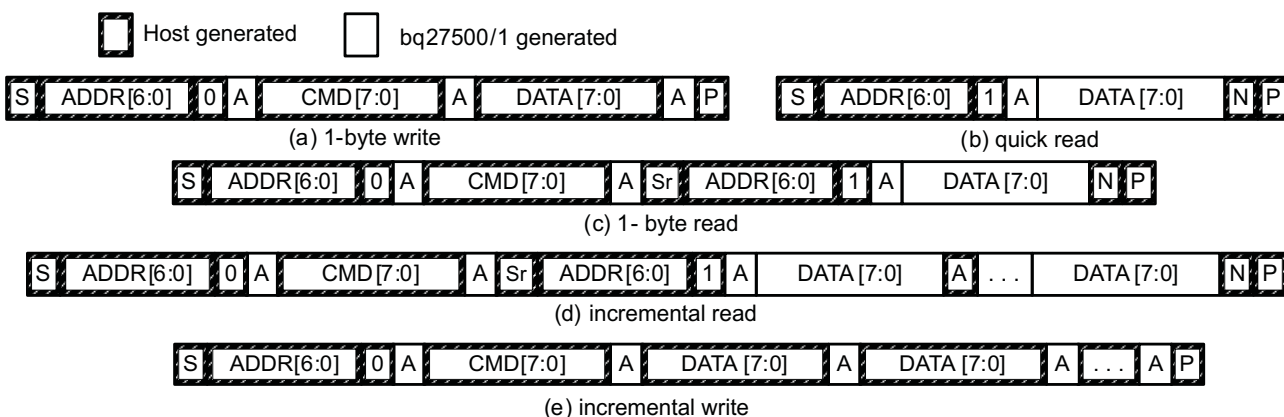 Host generated bq27500/1 generated
S ADDR[6:0] 0 A CMD[7:0] A DATA[7:0] A P S ADDR[6:0] 1 A DATA[7:0] N P
(a) 1-byte write (b) quick read
S ADDR[6:0] 0 A CMD[7:0] A Sr ADDR[6:0] 1 A DATA[7:0] N P
(c) 1- byte read
S ADDR[6:0] 0 A CMD[7:0] A Sr ADDR[6:0] 1 A DATA[7:0] A . . . DATA[7:0] N P
(d) incremental read
S ADDR[6:0] 0 A CMD[7:0] A DATA[7:0] A DATA[7:0] A . . . A P
(e) incremental write